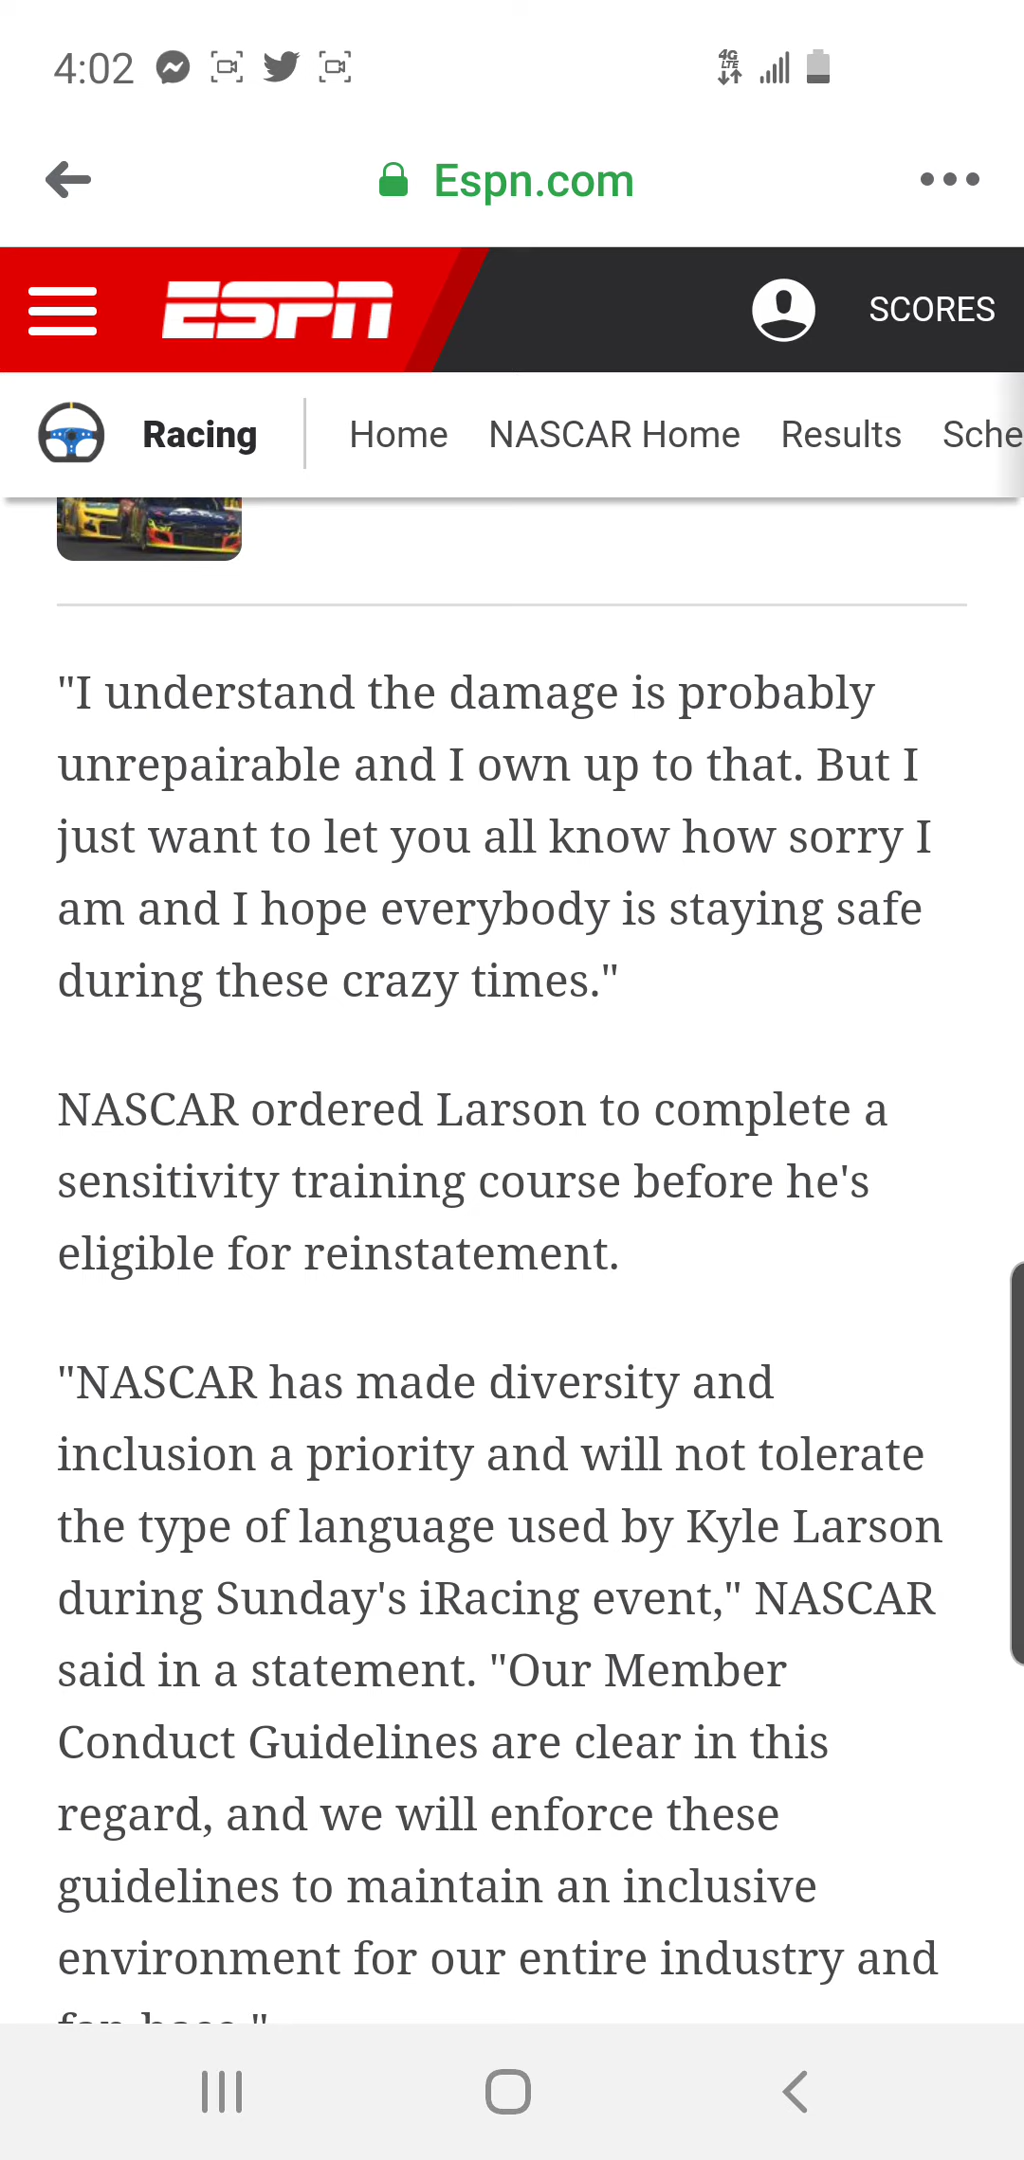 4:02
4G
LTE
Espn.com
ESPN
SCORES
Racing
Home
NASCAR Home
Results
Sche
"I understand the damage is probably
unrepairable and I own up to that. But I
just want to let you all know how sorry I
am and I hope everybody is staying safe
during these crazy times."
NASCAR ordered Larson to complete a
sensitivity training course before he's
eligible for reinstatement.
"NASCAR has made diversity and
inclusion a priority and will not tolerate
the type of language used by Kyle Larson
during Sunday's iRacing event," NASCAR
said in a statement. "Our Member
Conduct Guidelines are clear in this
regard, and we will enforce these
guidelines to maintain an inclusive
environment for our entire industry and
fan base."